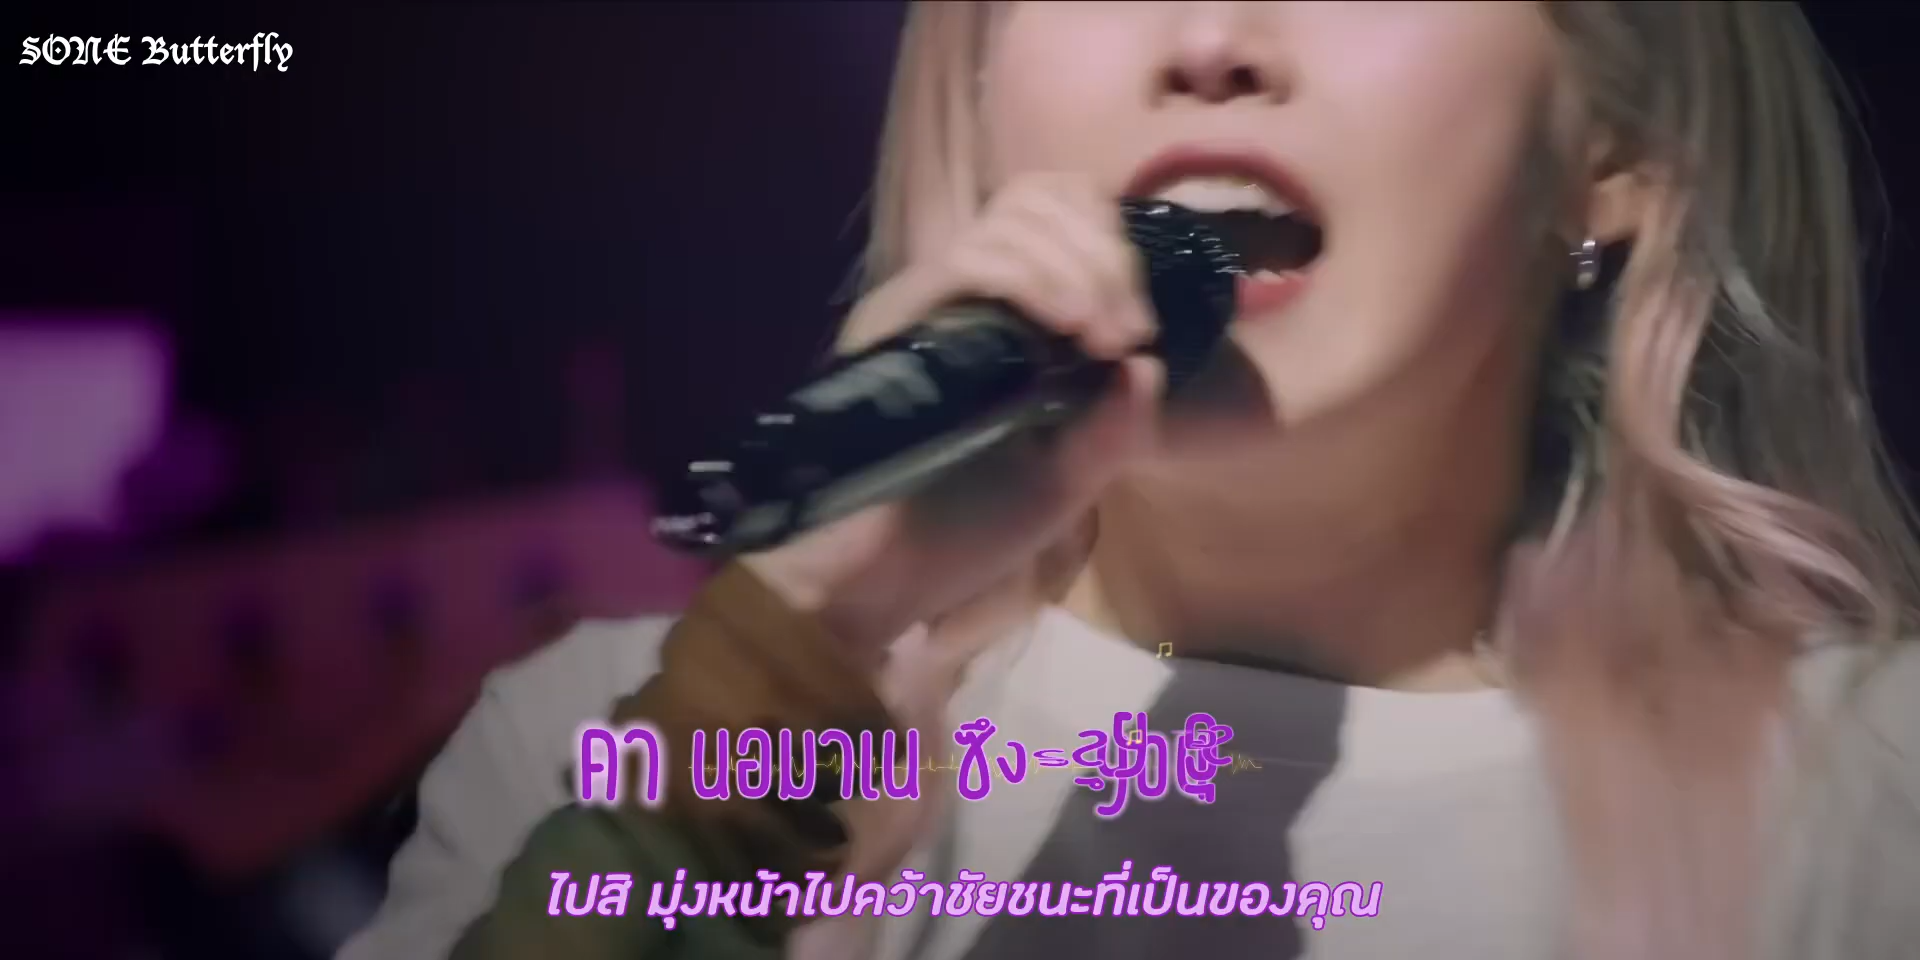 SONE Butterfly
คา นอมาเน ซึง
ไปสิ มุ่งหน้าไปคว้าชัยชนะที่เป็นของคุณ